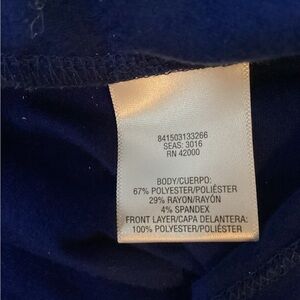 841503133266
SEAS: 3016
RN 42000
BODY/CUERPO:
67% POLYESTER/POLIÉSTER
29% RAYON/RAYÓN
4% SPANDEX
FRONT LAYER/CAPA DELANTERA:
100% POLYESTER/POLIÉSTER